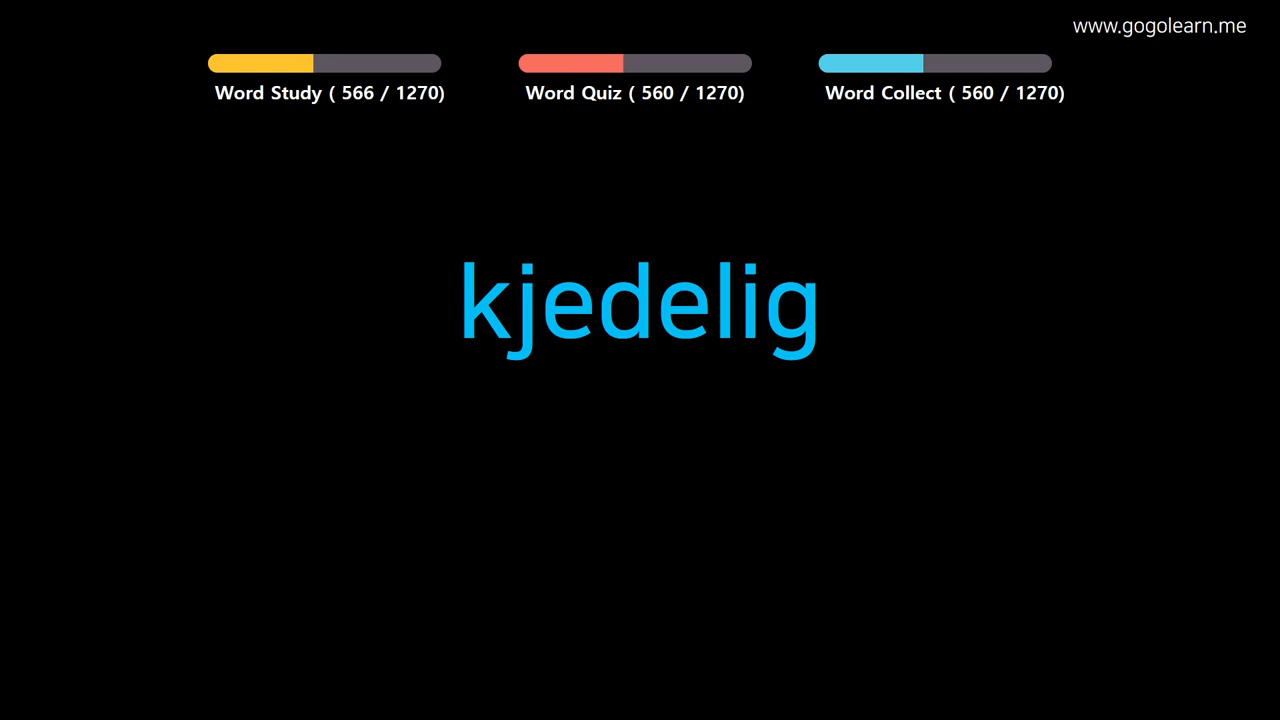 www.gogolearn.me
Word Study ( 566 / 1270)
Word Quiz ( 560 / 1270)
Word Collect ( 560 / 1270)
kjedelig